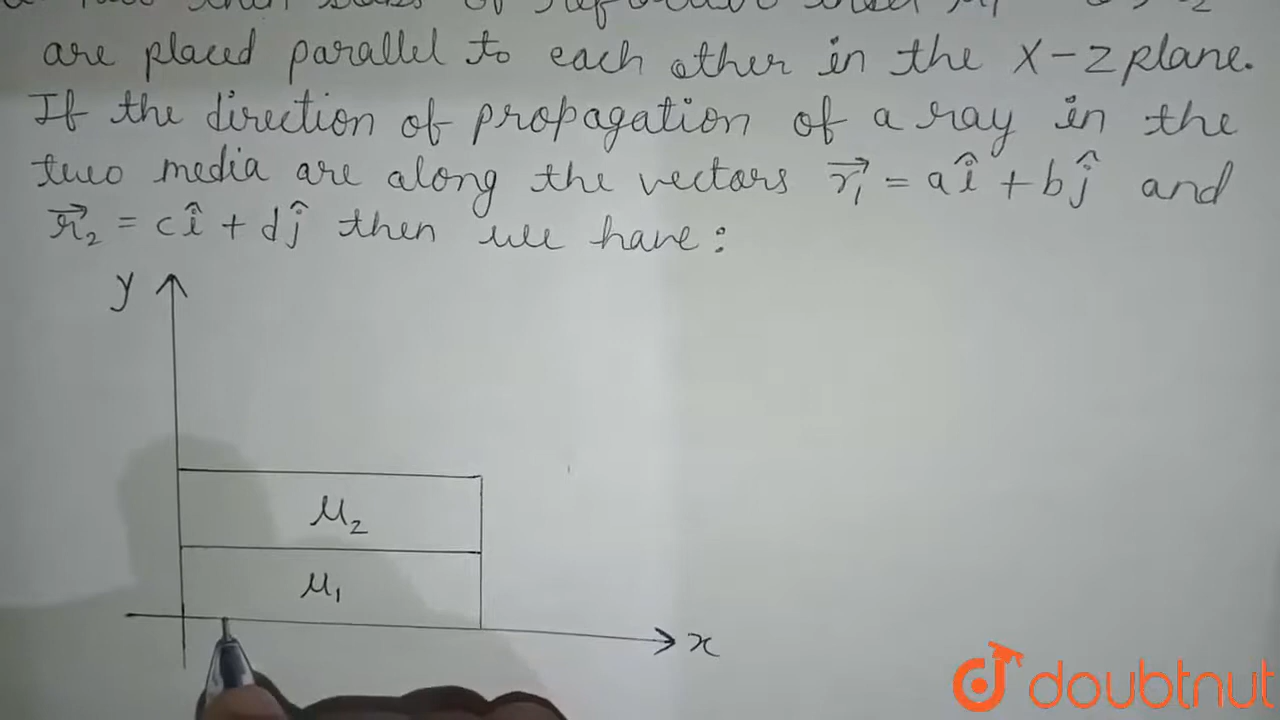 are placed parallel to each other in the X-Z plane.
If the direction of propagation of a ray in the
two media are along the vectors r⃗₁ = aî + bĵ and
r⃗₂ = cî + dĵ then we have:
y
μ₂
μ₁
x
doubtnut